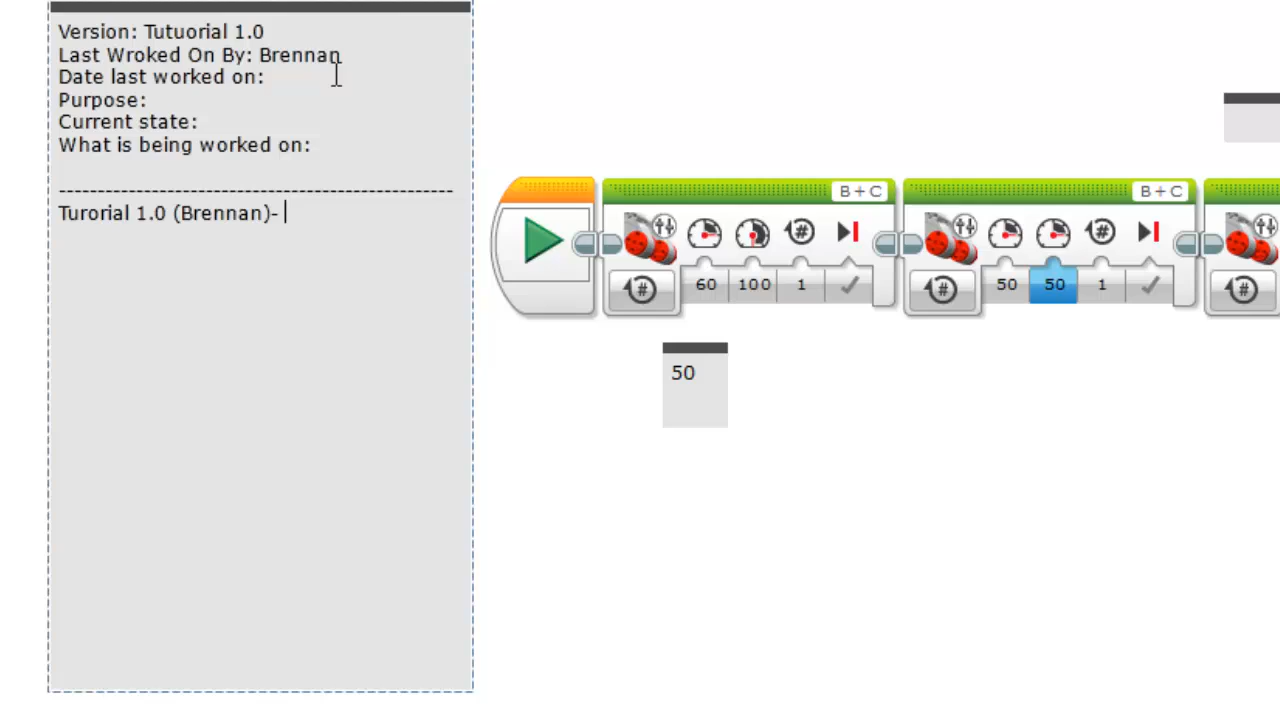 Version: Tutuorial 1.0
Last Wroked On By: Brennan
Date last worked on:
Purpose:
Current state:
What is being worked on:
--------------------------------------------------
Turorial 1.0 (Brennan)-
B+C
B+C
# #
# 60 100 1 # 50 50 1 #
50